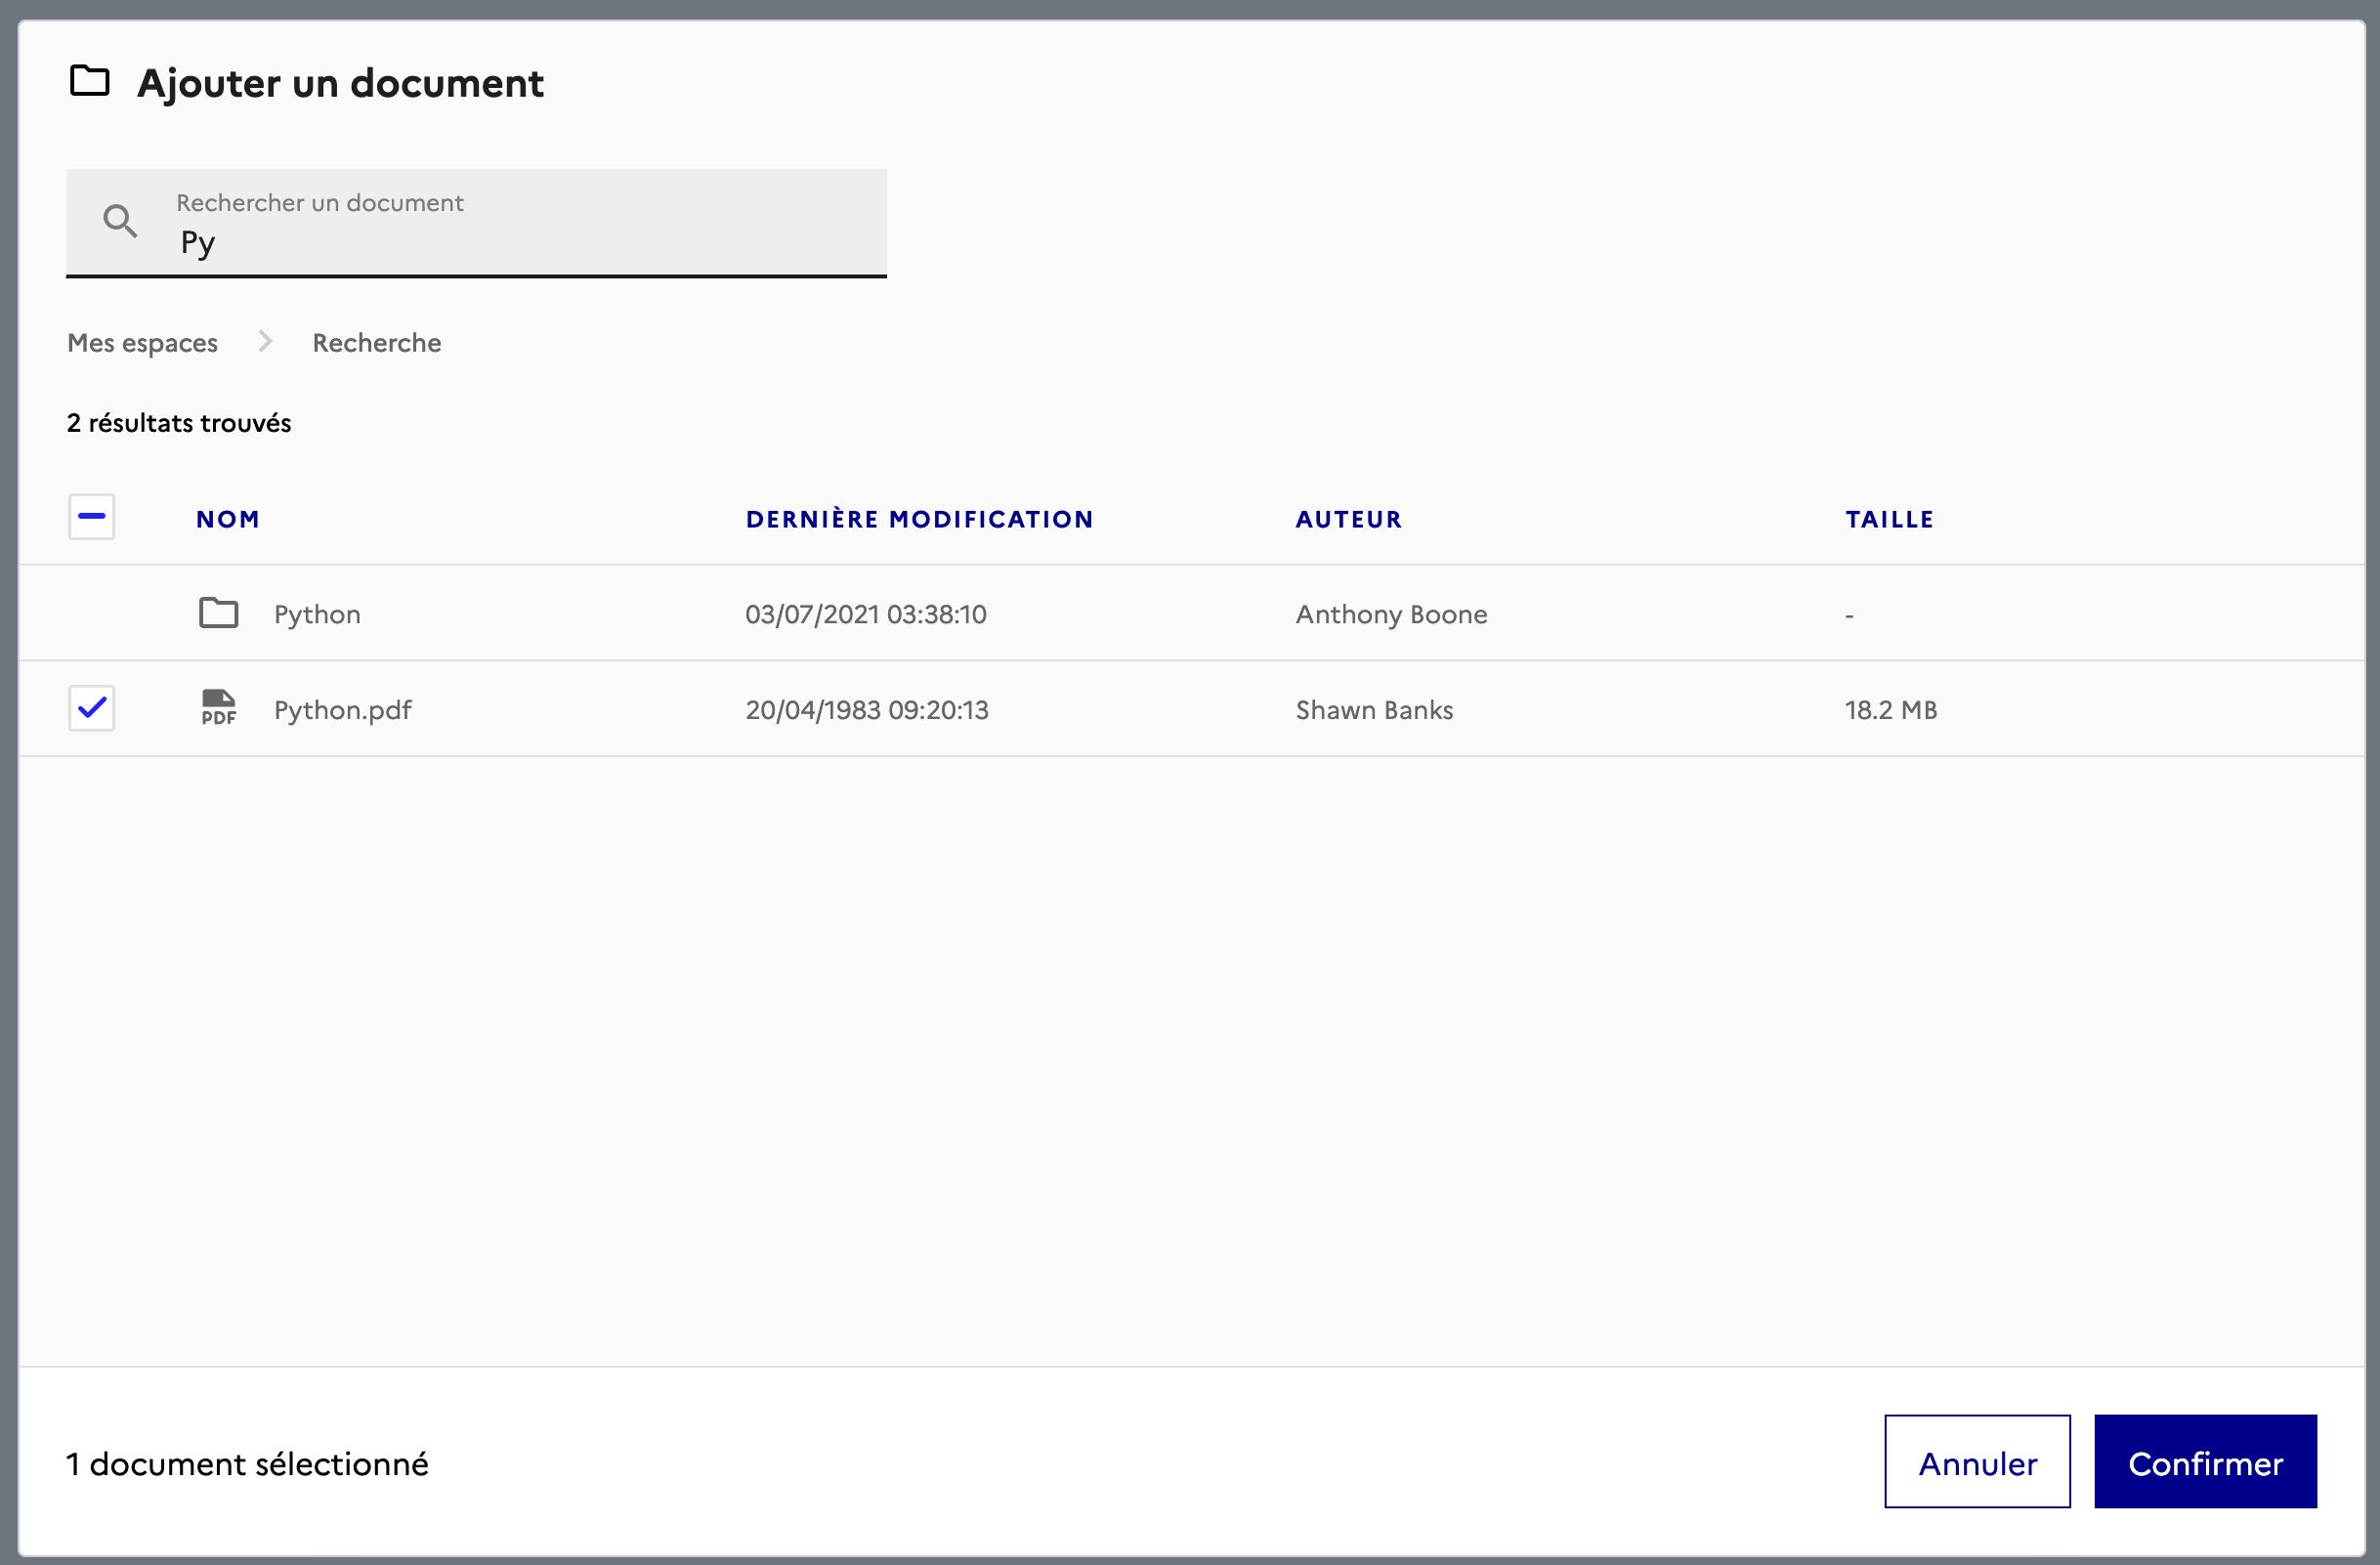 Ajouter un document
Rechercher un document
Py
Mes espaces Recherche
2 résultats trouvés
NOM DERNIÈRE MODIFICATION AUTEUR TAILLE
Python 03/07/2021 03:38:10 Anthony Boone -
PDF Python.pdf 20/04/1983 09:20:13 Shawn Banks 18.2 MB
1 document sélectionné Annuler Confirmer